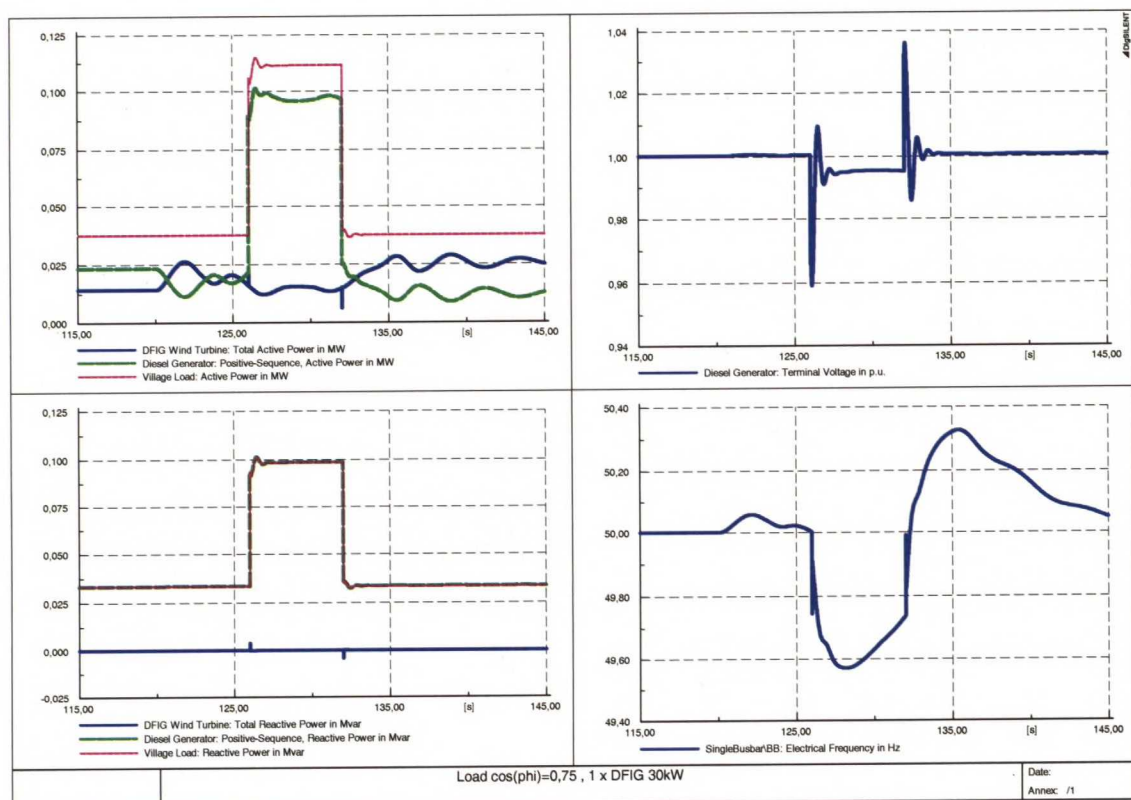 0,125
0,100
0,075
0,050
0,025
0,000
115,00
125,00
135,00
[s]
145,00
DFIG Wind Turbine: Total Active Power in MW
Diesel Generator: Positive-Sequence, Active Power in MW
Village Load: Active Power in MW
1,04
1,02
1,00
0,98
0,96
0,94
115,00
125,00
135,00
[s]
145,00
Diesel Generator: Terminal Voltage in p.u.
DIgSILENT
0,125
0,100
0,075
0,050
0,025
0,000
-0,025
115,00
125,00
135,00
[s]
145,00
DFIG Wind Turbine: Total Reactive Power in Mvar
Diesel Generator: Positive-Sequence, Reactive Power in Mvar
Village Load: Reactive Power in Mvar
50,40
50,20
50,00
49,80
49,60
49,40
115,00
125,00
135,00
[s]
145,00
SingleBusbar\BB: Electrical Frequency in Hz
Load cos(phi)=0,75 , 1 x DFIG 30kW
Date:
Annex: /1